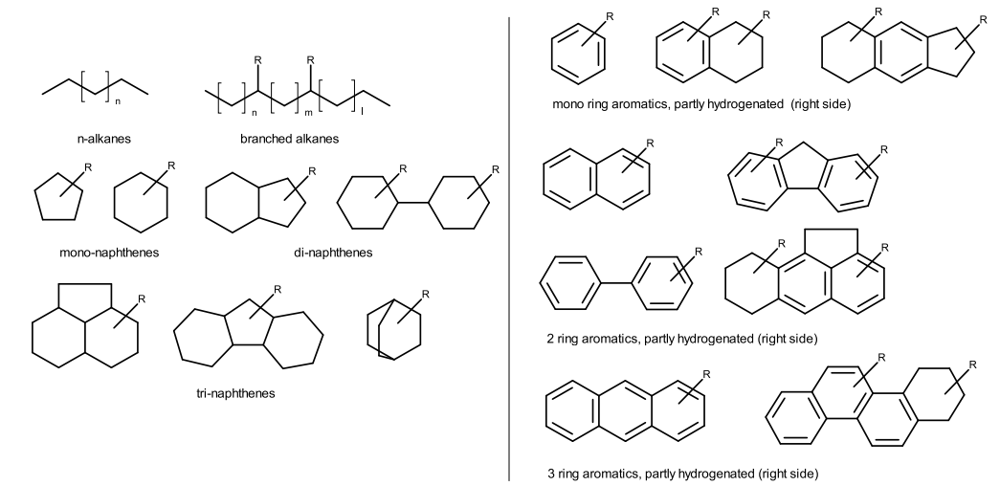 n
n-alkanes
R R
n m l
branched alkanes
R R
mono-naphthenes
R R R
di-naphthenes
R R R
tri-naphthenes
R R R R R
mono ring aromatics, partly hydrogenated (right side)
R R R
R R R
2 ring aromatics, partly hydrogenated (right side)
R R R
3 ring aromatics, partly hydrogenated (right side)